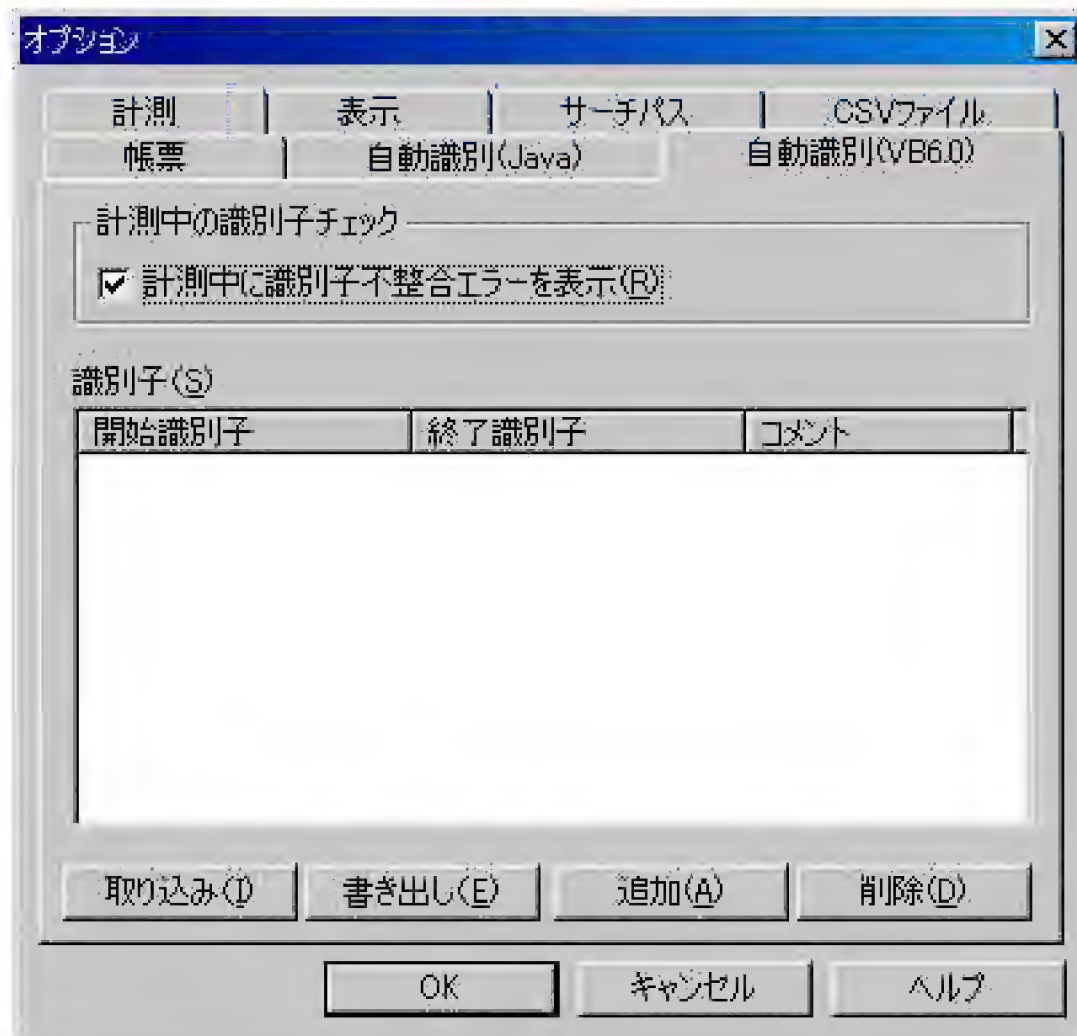 オプション
計測 表示 サーチパス CSVファイル
帳票 自動識別(Java) 自動識別(VB6.0)
計測中の識別子チェック
計測中に識別子不整合エラーを表示(R)
識別子(S)
開始識別子 終了識別子 コメント
取り込み(I) 書き出し(E) 追加(A) 削除(D)
OK キャンセル ヘルプ